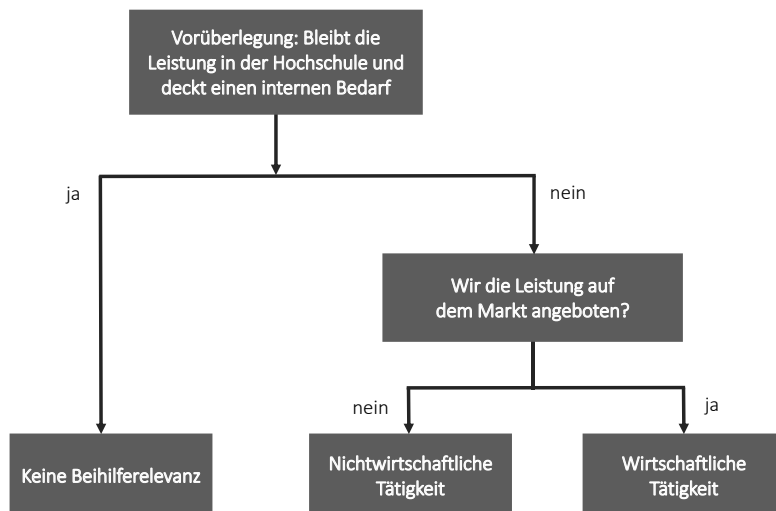 Vorüberlegung: Bleibt die
Leistung in der Hochschule und
deckt einen internen Bedarf
ja
nein
Wir die Leistung auf
dem Markt angeboten?
nein
ja
Keine Beihilferelevanz
Nichtwirtschaftliche
Tätigkeit
Wirtschaftliche
Tätigkeit